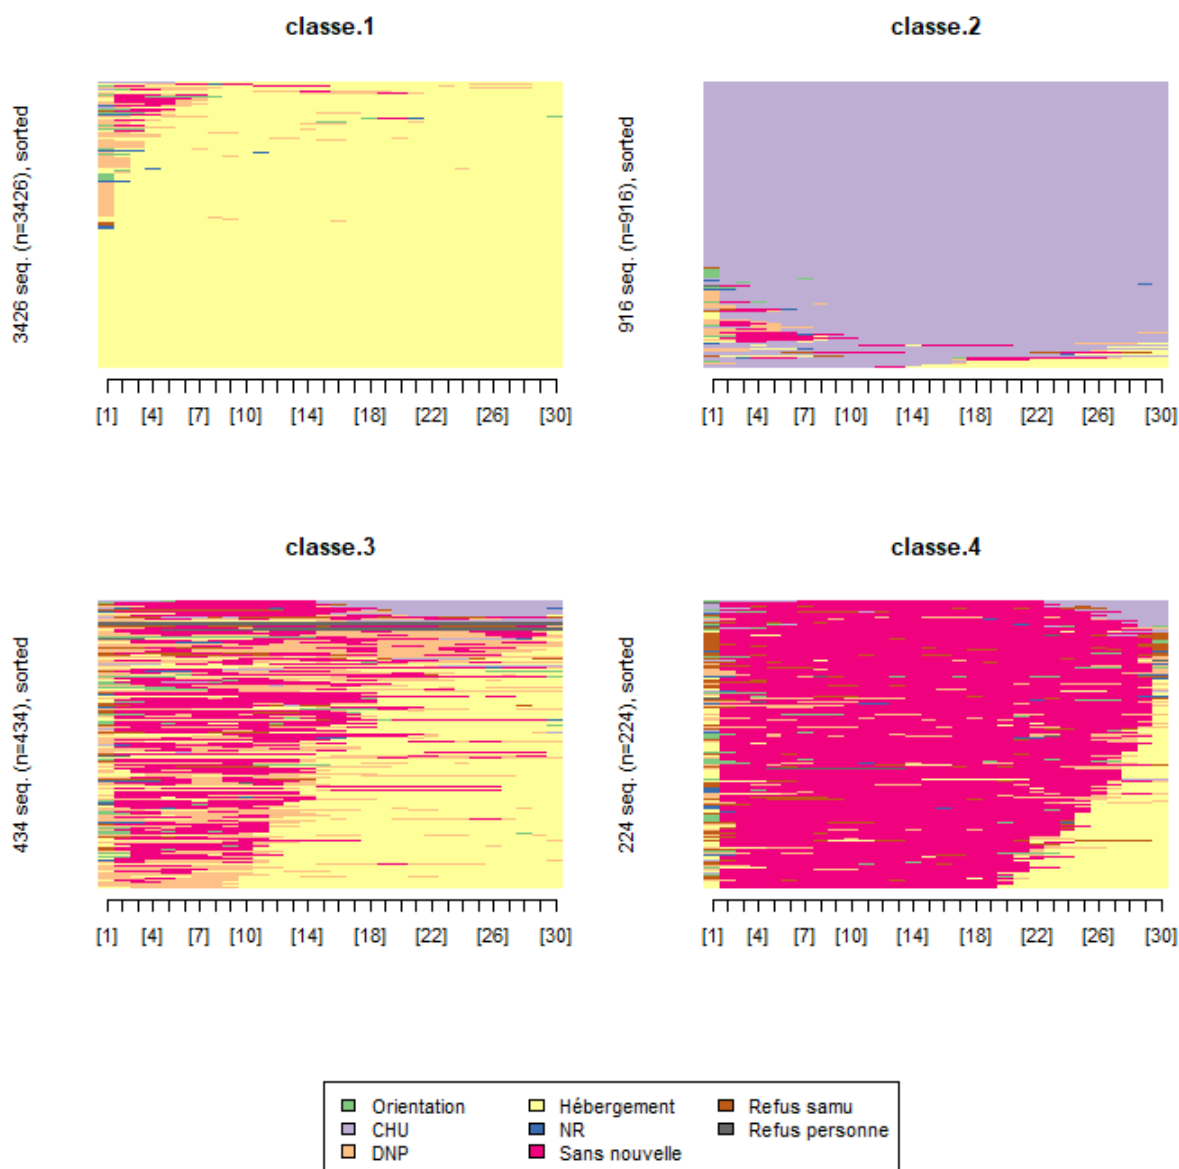 classe.1
classe.2
3426 seq. (n=3426), sorted
916 seq. (n=916), sorted
[1] [4] [7] [10] [14] [18] [22] [26] [30]
[1] [4] [7] [10] [14] [18] [22] [26] [30]
classe.3
classe.4
434 seq. (n=434), sorted
224 seq. (n=224), sorted
[1] [4] [7] [10] [14] [18] [22] [26] [30]
[1] [4] [7] [10] [14] [18] [22] [26] [30]
Orientation Hébergement Refus samu
CHU NR Refus personne
DNP Sans nouvelle